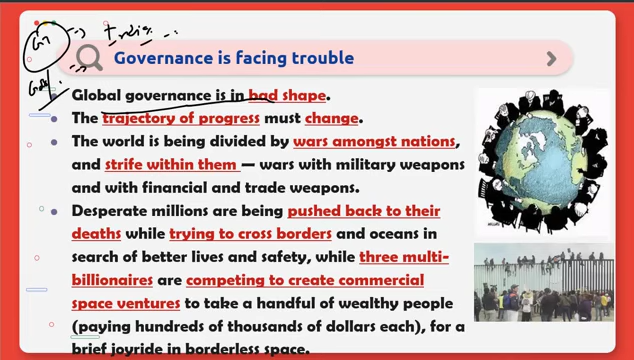 Governance is facing trouble
Global governance is in bad shape.
The trajectory of progress must change.
The world is being divided by wars amongst nations,
and strife within them — wars with military weapons
and with financial and trade weapons.
Desperate millions are being pushed back to their
deaths while trying to cross borders and oceans in
search of better lives and safety, while three multi-
billionaires are competing to create commercial
space ventures to take a handful of wealthy people
(paying hundreds of thousands of dollars each), for a
brief joyride in borderless space.